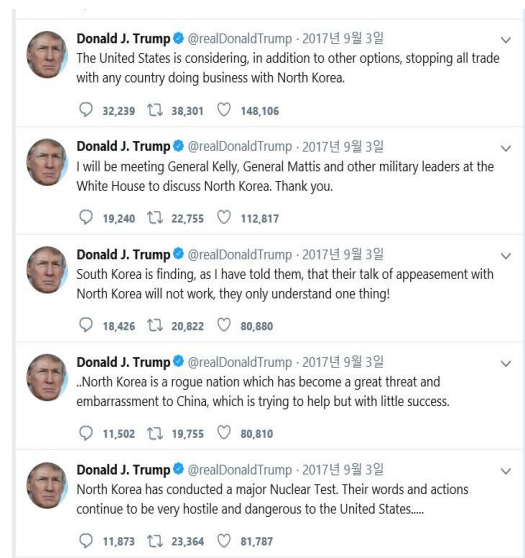 Donald J. Trump @realDonaldTrump · 2017년 9월 3일
The United States is considering, in addition to other options, stopping all trade
with any country doing business with North Korea.
32,239 38,301 148,106
Donald J. Trump @realDonaldTrump · 2017년 9월 3일
I will be meeting General Kelly, General Mattis and other military leaders at the
White House to discuss North Korea. Thank you.
19,240 22,755 112,817
Donald J. Trump @realDonaldTrump · 2017년 9월 3일
South Korea is finding, as I have told them, that their talk of appeasement with
North Korea will not work, they only understand one thing!
18,426 20,822 80,880
Donald J. Trump @realDonaldTrump · 2017년 9월 3일
..North Korea is a rogue nation which has become a great threat and
embarrassment to China, which is trying to help but with little success.
11,502 19,755 80,810
Donald J. Trump @realDonaldTrump · 2017년 9월 3일
North Korea has conducted a major Nuclear Test. Their words and actions
continue to be very hostile and dangerous to the United States.....
11,873 23,364 81,787